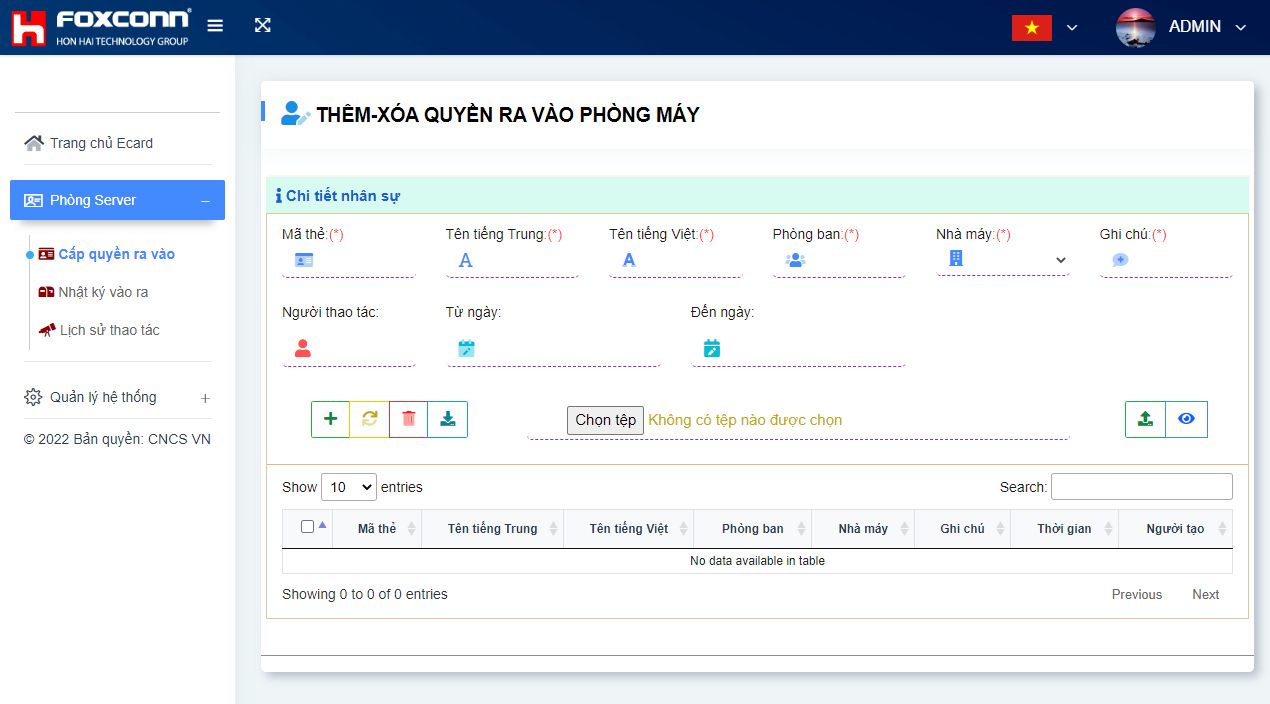 FOXCONN®
HON HAI TECHNOLOGY GROUP
ADMIN
Trang chủ Ecard
Phòng Server
Cấp quyền ra vào
Nhật ký vào ra
Lịch sử thao tác
Quản lý hệ thống
© 2022 Bản quyền: CNCS VN
THÊM-XÓA QUYỀN RA VÀO PHÒNG MÁY
Chi tiết nhân sự
Mã thẻ:(*) Tên tiếng Trung:(*) Tên tiếng Việt:(*) Phòng ban:(*) Nhà máy:(*) Ghi chú:(*)
Người thao tác: Từ ngày: Đến ngày:
Chọn tệp Không có tệp nào được chọn
Show 10 entries Search:
Mã thẻ Tên tiếng Trung Tên tiếng Việt Phòng ban Nhà máy Ghi chú Thời gian Người tạo
No data available in table
Showing 0 to 0 of 0 entries Previous Next